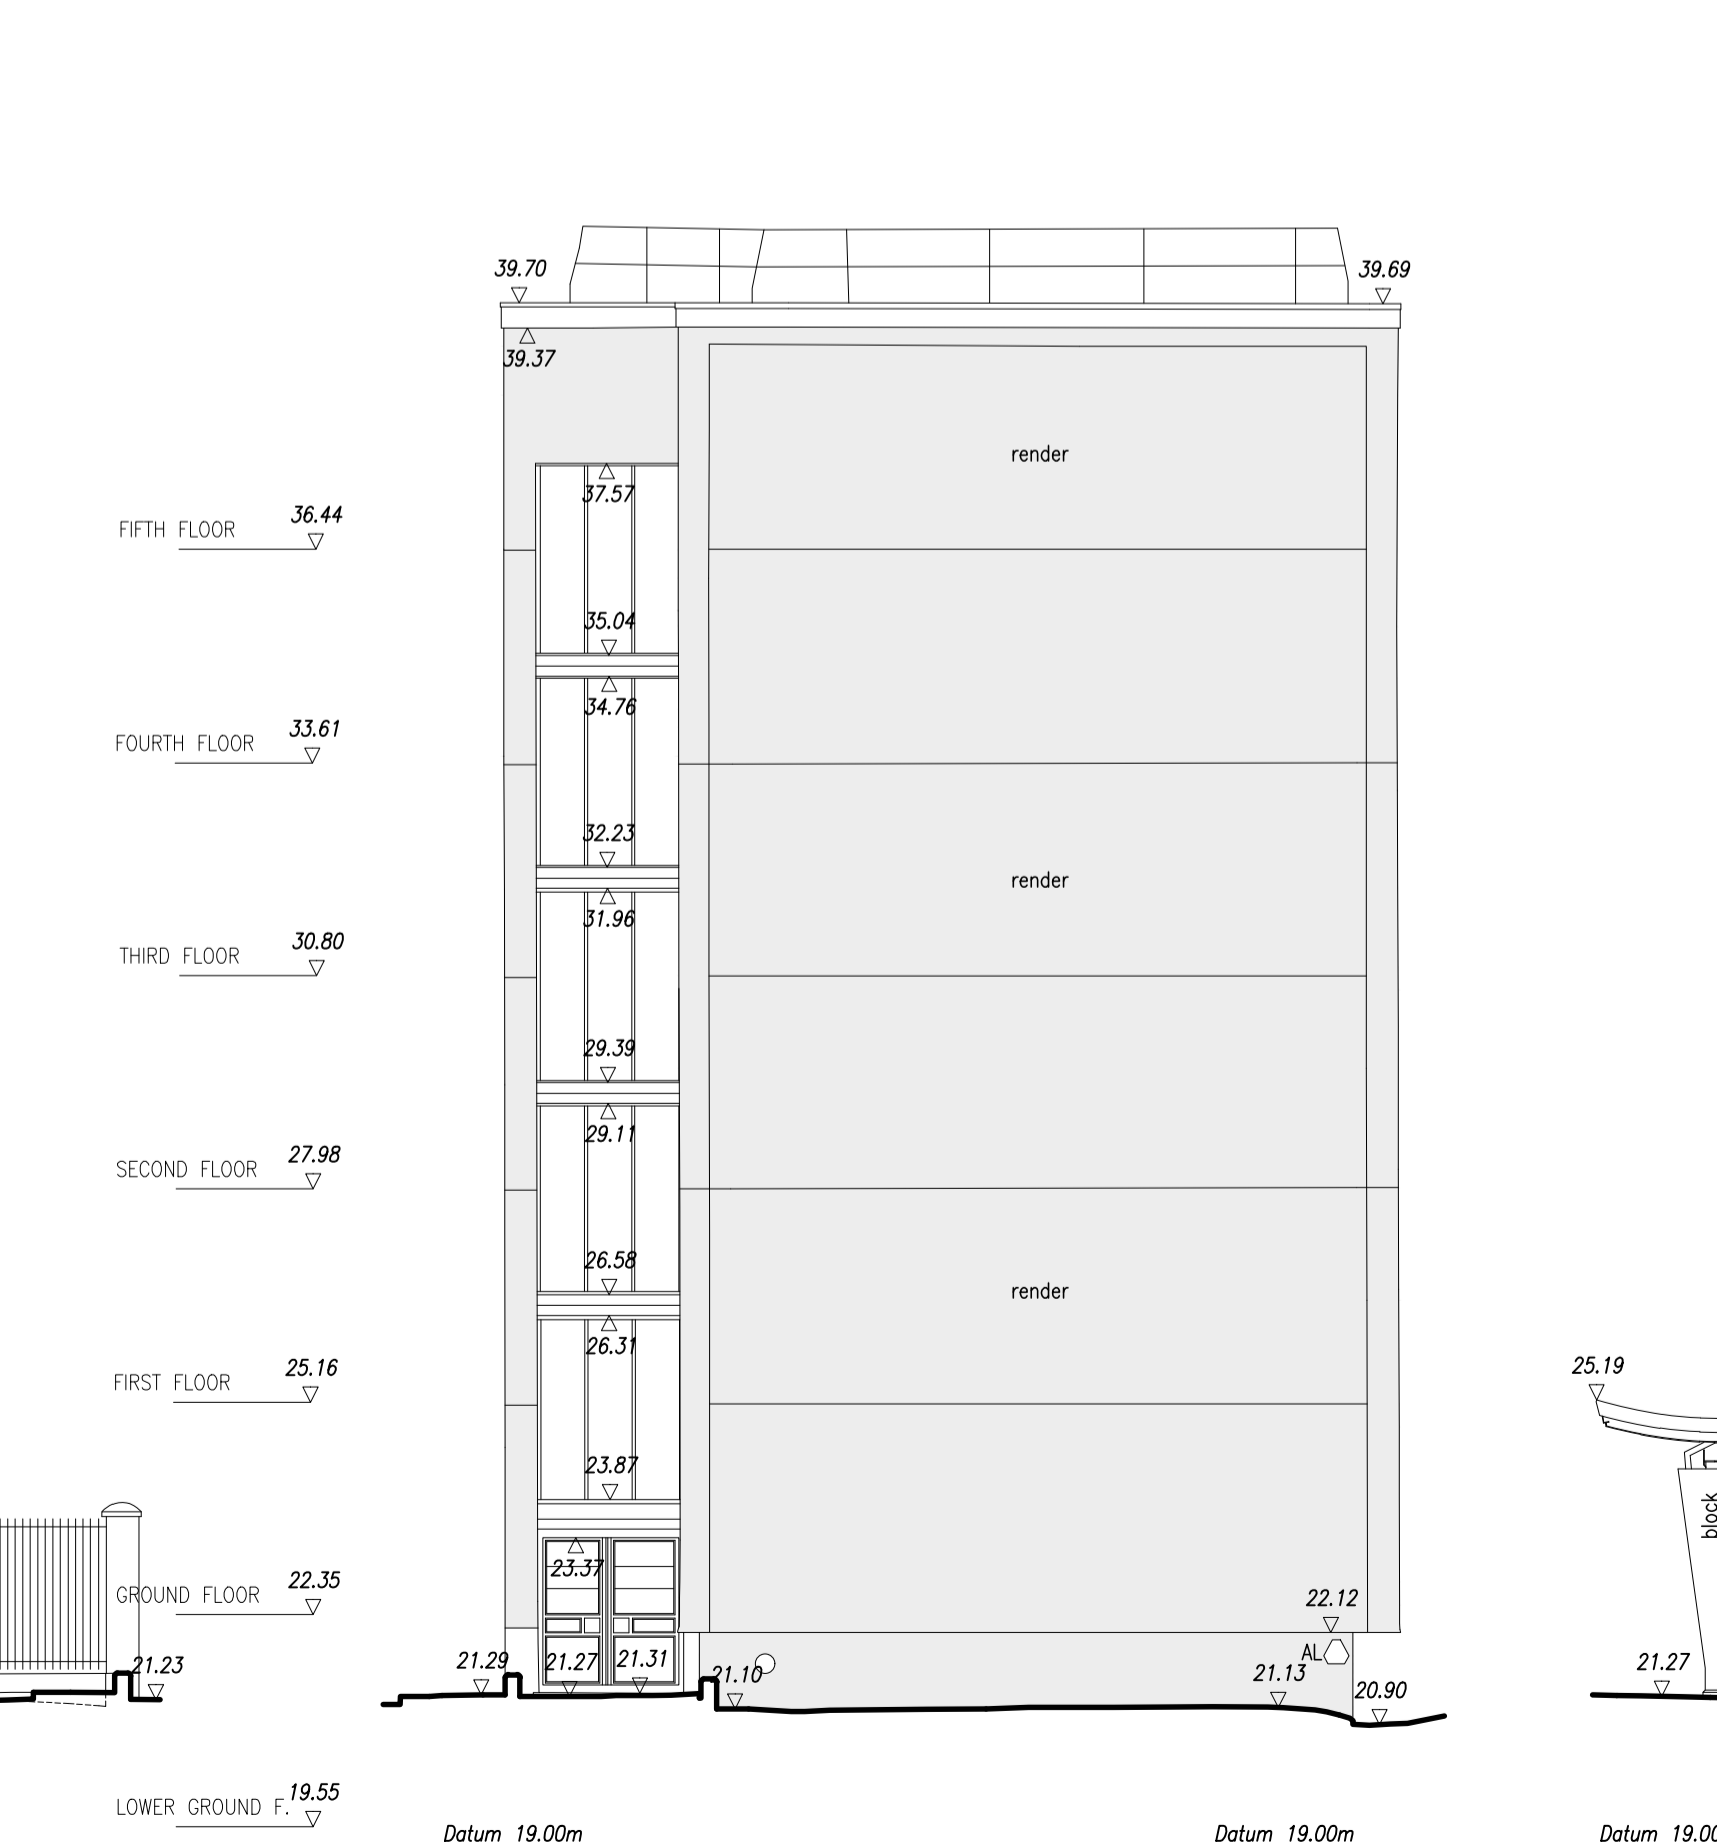 39.70
39.69
39.37
render
37.57
FIFTH FLOOR 36.44
35.04
34.76
FOURTH FLOOR 33.61
32.23
render
31.96
THIRD FLOOR 30.80
29.39
29.11
SECOND FLOOR 27.98
26.58
render
26.31
FIRST FLOOR 25.16
25.19
23.87
block
23.37
GROUND FLOOR 22.35
22.12
AL
21.23
21.29
21.27
21.31
21.10
21.13
20.90
21.27
LOWER GROUND F. 19.55
Datum 19.00m
Datum 19.00m
Datum 19.00